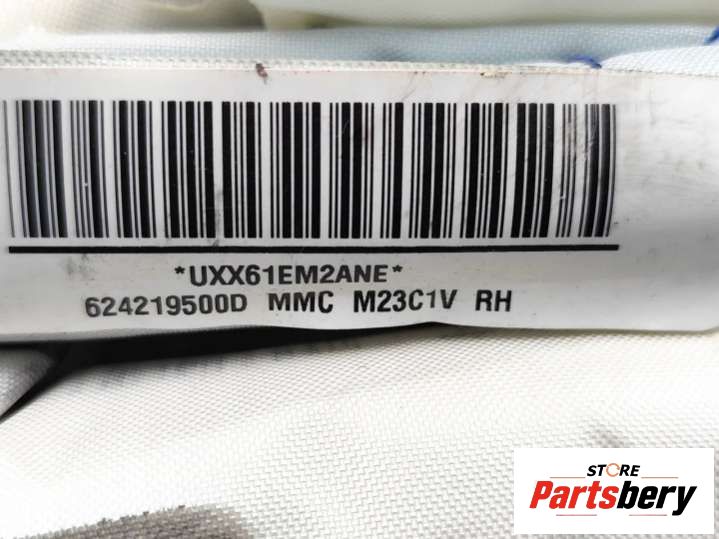 *UXX61EM2ANE*
624219500D MMC M23C1V RH
STORE
Partsbery